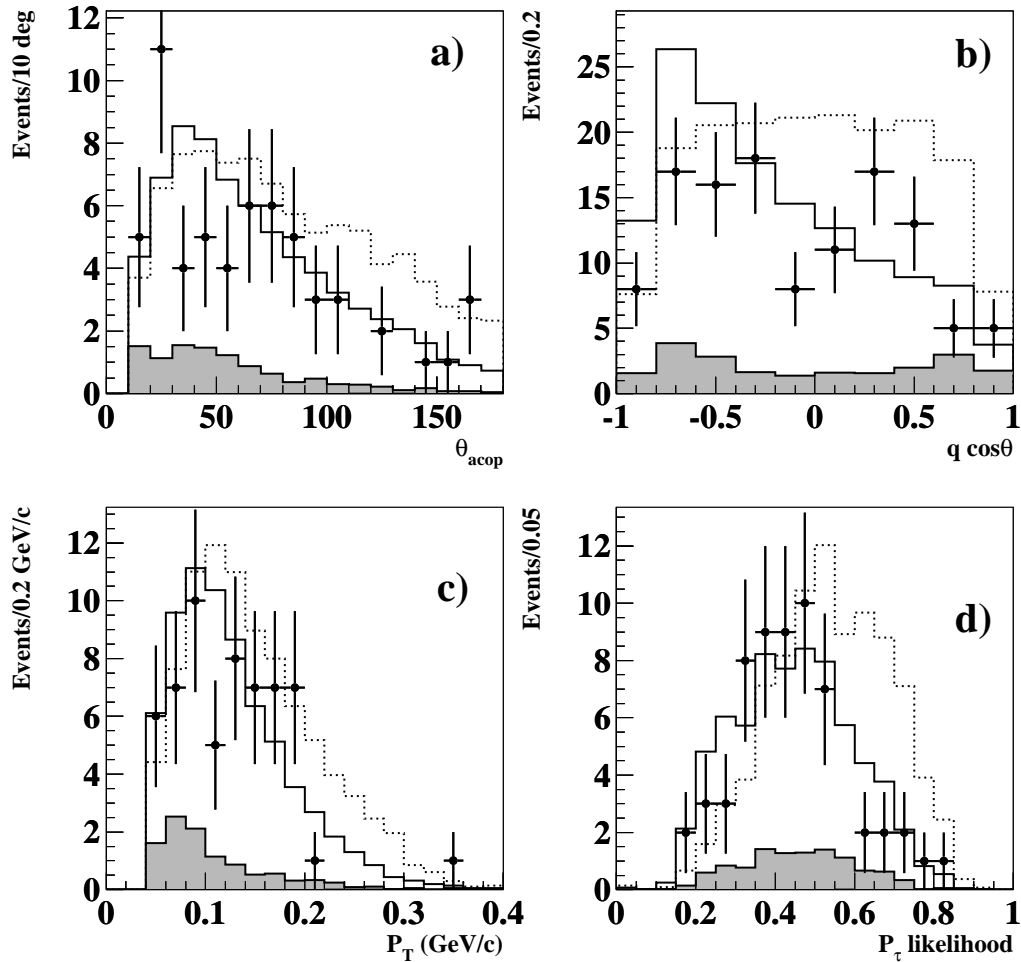 Events/10 deg
12
10
8
6
4
2
0
a)
0 50 100 150
θacop
Events/0.2
25
20
15
10
5
0
b)
-1 -0.5 0 0.5 1
q cosθ
Events/0.2 GeV/c
12
10
8
6
4
2
0
c)
0 0.1 0.2 0.3 0.4
P_T (GeV/c)
Events/0.05
12
10
8
6
4
2
0
d)
0 0.2 0.4 0.6 0.8 1
P_τ likelihood